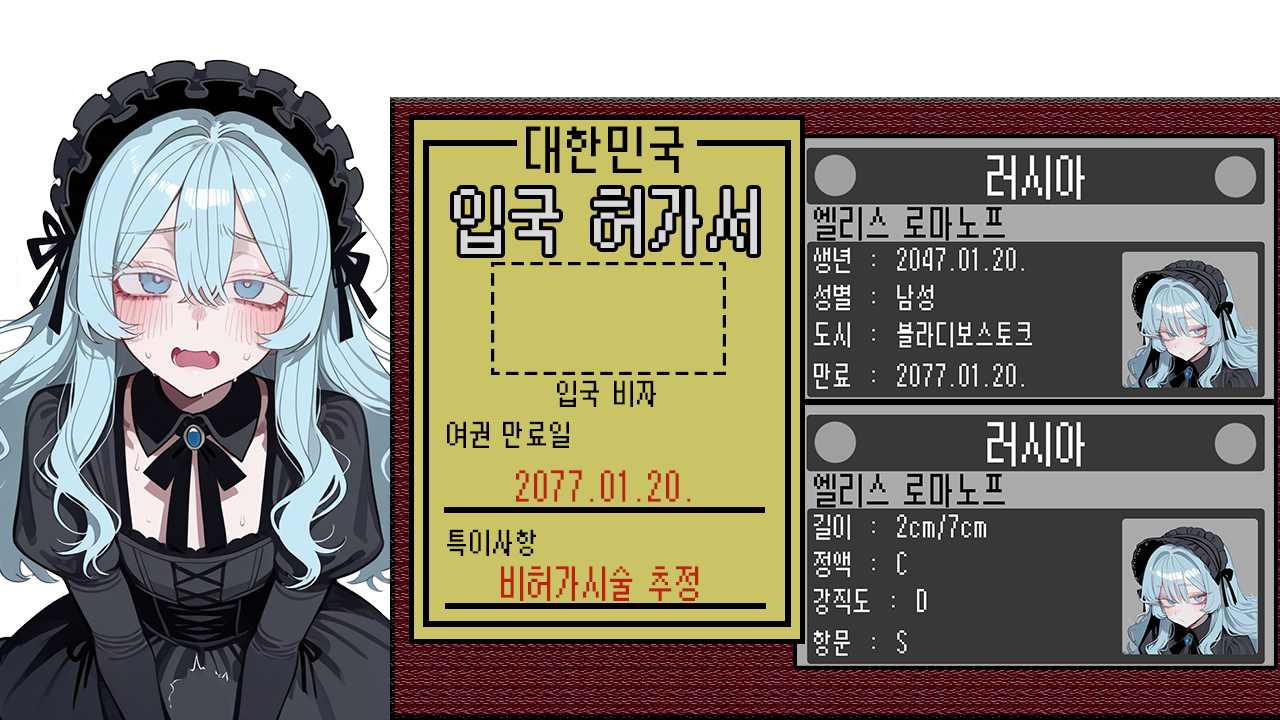 대한민국
입국 허가서
입국 비자
여권 만료일
2077.01.20.
특이사항
비허가시술 추정
러시아
엘리스 로마노프
생년 : 2047.01.20.
성별 : 남성
도시 : 블라디보스토크
만료 : 2077.01.20.
러시아
엘리스 로마노프
길이 : 2cm/7cm
정액 : C
강직도 : D
항문 : S